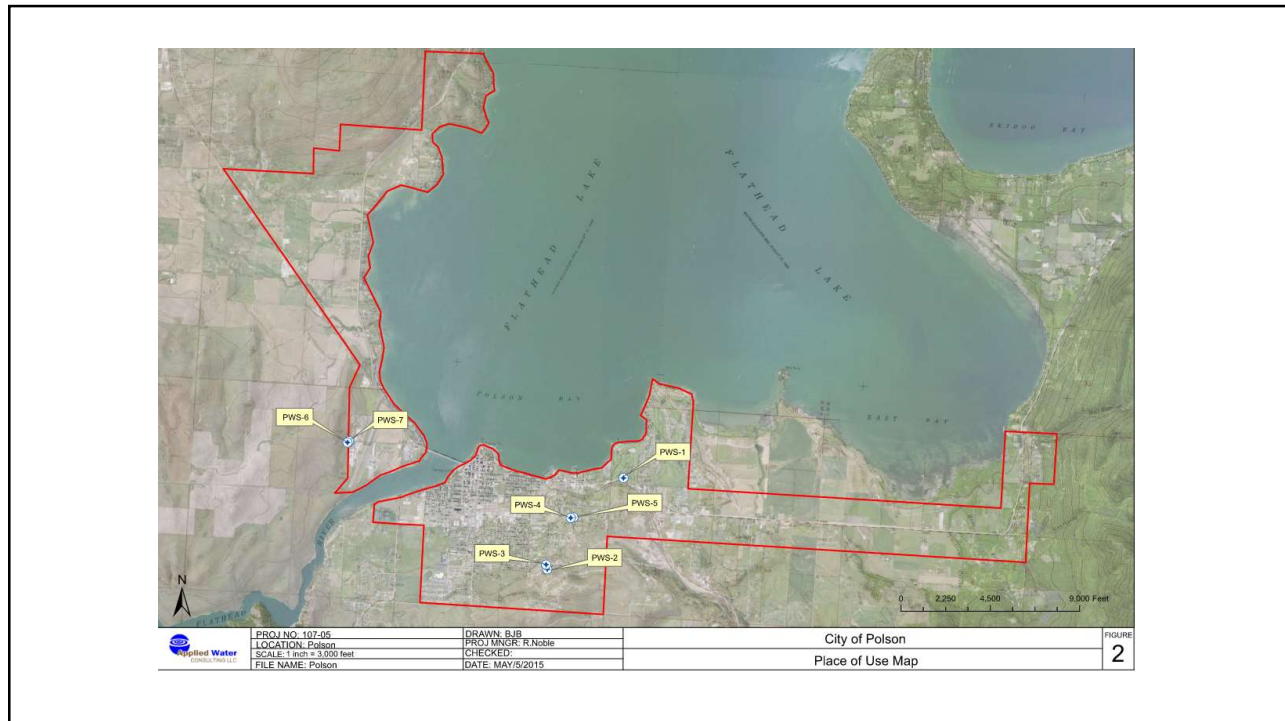 SKIDOO BAY
FLATHEAD LAKE
FLATHEAD LAKE
POLSON BAY
EAST BAY
PWS-6
PWS-7
PWS-1
PWS-4
PWS-5
PWS-3
PWS-2
RIVER
FLATHEAD
N
0 2,250 4,500 9,000 Feet
Applied Water
CONSULTING LLC
PROJ NO: 107-05
LOCATION: Polson
SCALE: 1 inch = 3,000 feet
FILE NAME: Polson
DRAWN: BJB
PROJ MNGR: R.Noble
CHECKED:
DATE: MAY/5/2015
City of Polson
Place of Use Map
FIGURE
2